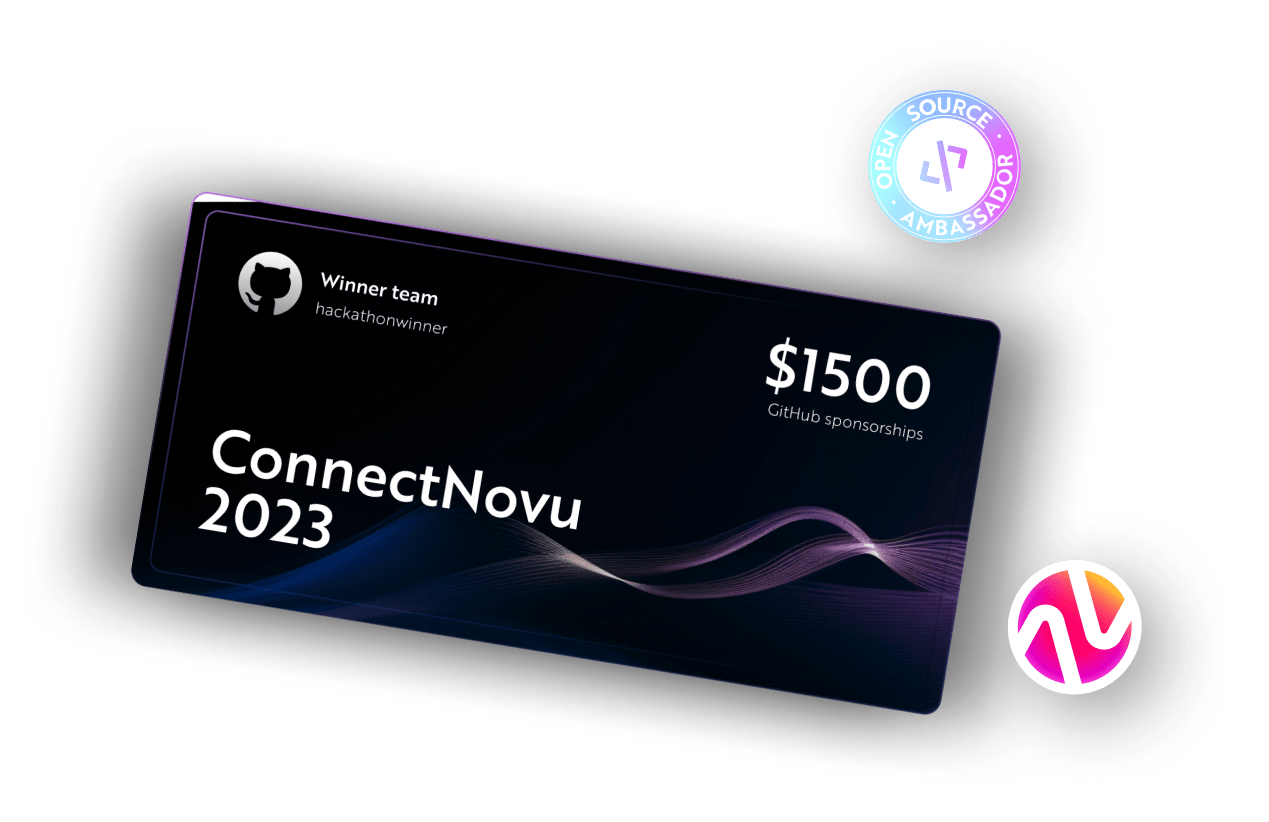 OPEN SOURCE · AMBASSADOR ·
Winner team
hackathonwinner
$1500
GitHub sponsorships
ConnectNovu
2023